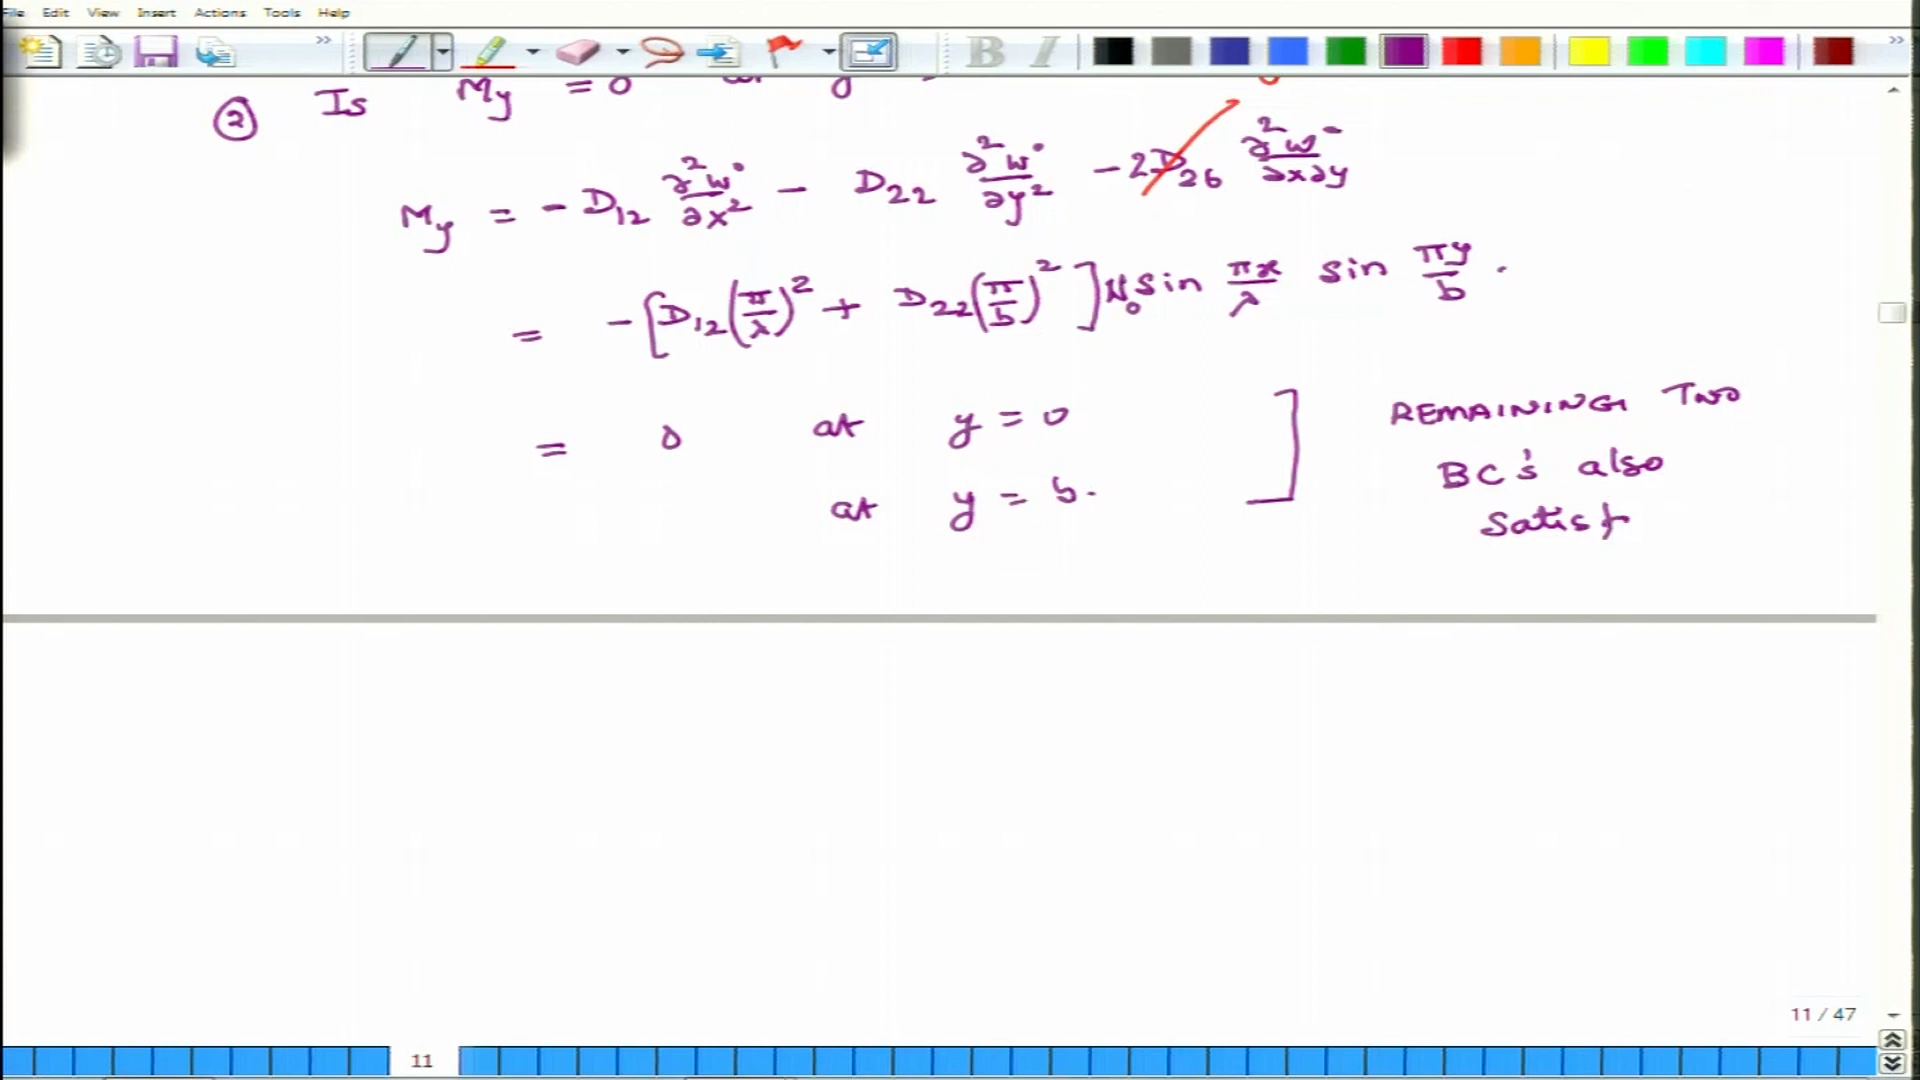 File Edit View Insert Actions Tools Help
B I
② Is My = 0
My = - D₁₂ ∂²w°/∂x² - D₂₂ ∂²w°/∂y² - 2D₂₆ ∂²w°/∂x∂y
= -[D₁₂(π/λ)² + D₂₂(π/b)²] W₀ sin πx/λ sin πy/b .
= 0 at y = 0
at y = b.
REMAINING TWO
BC's also
satisf
11 / 47
11